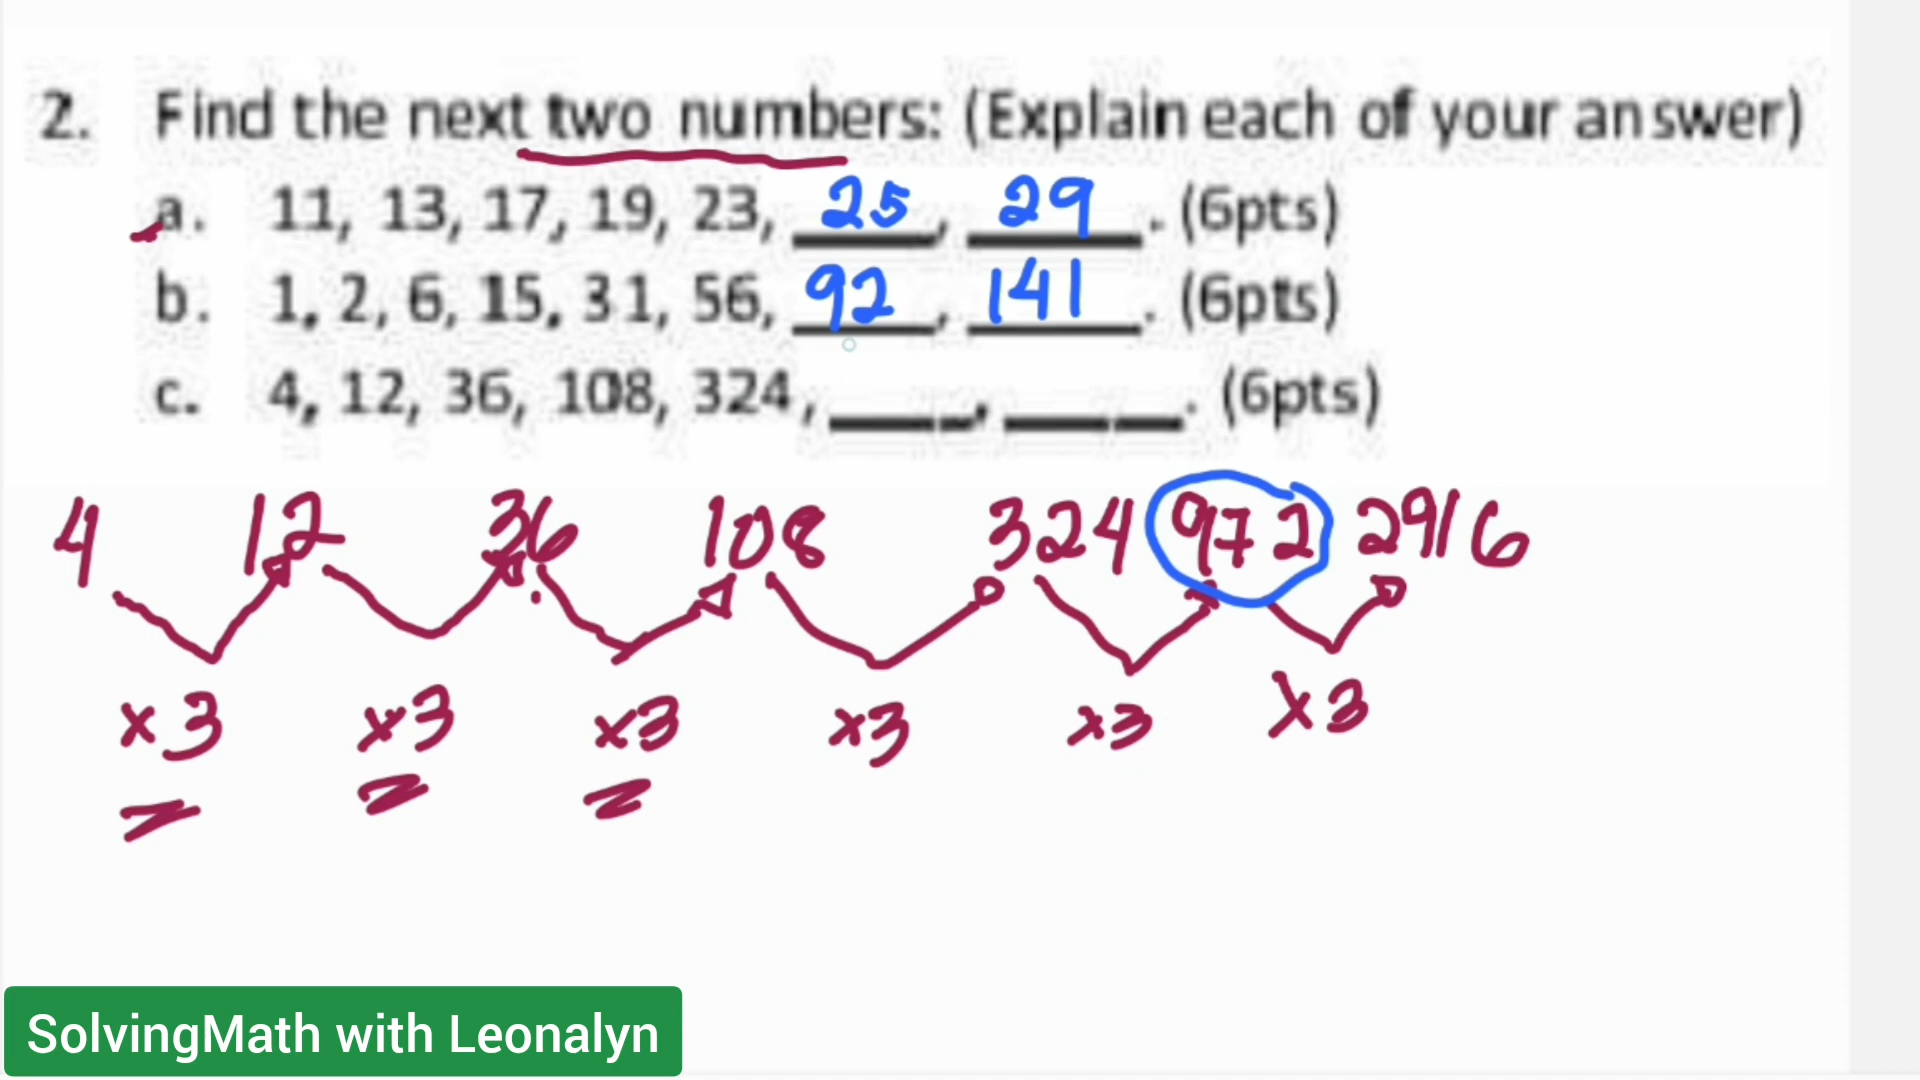 2. Find the next two numbers: (Explain each of your answer)
a. 11, 13, 17, 19, 23, 25, 29. (6pts)
b. 1, 2, 6, 15, 31, 56, 92, 141. (6pts)
c. 4, 12, 36, 108, 324, ____, ____. (6pts)
4 12 36 108 324 972 2916
×3 ×3 ×3 ×3 ×3 ×3
SolvingMath with Leonalyn